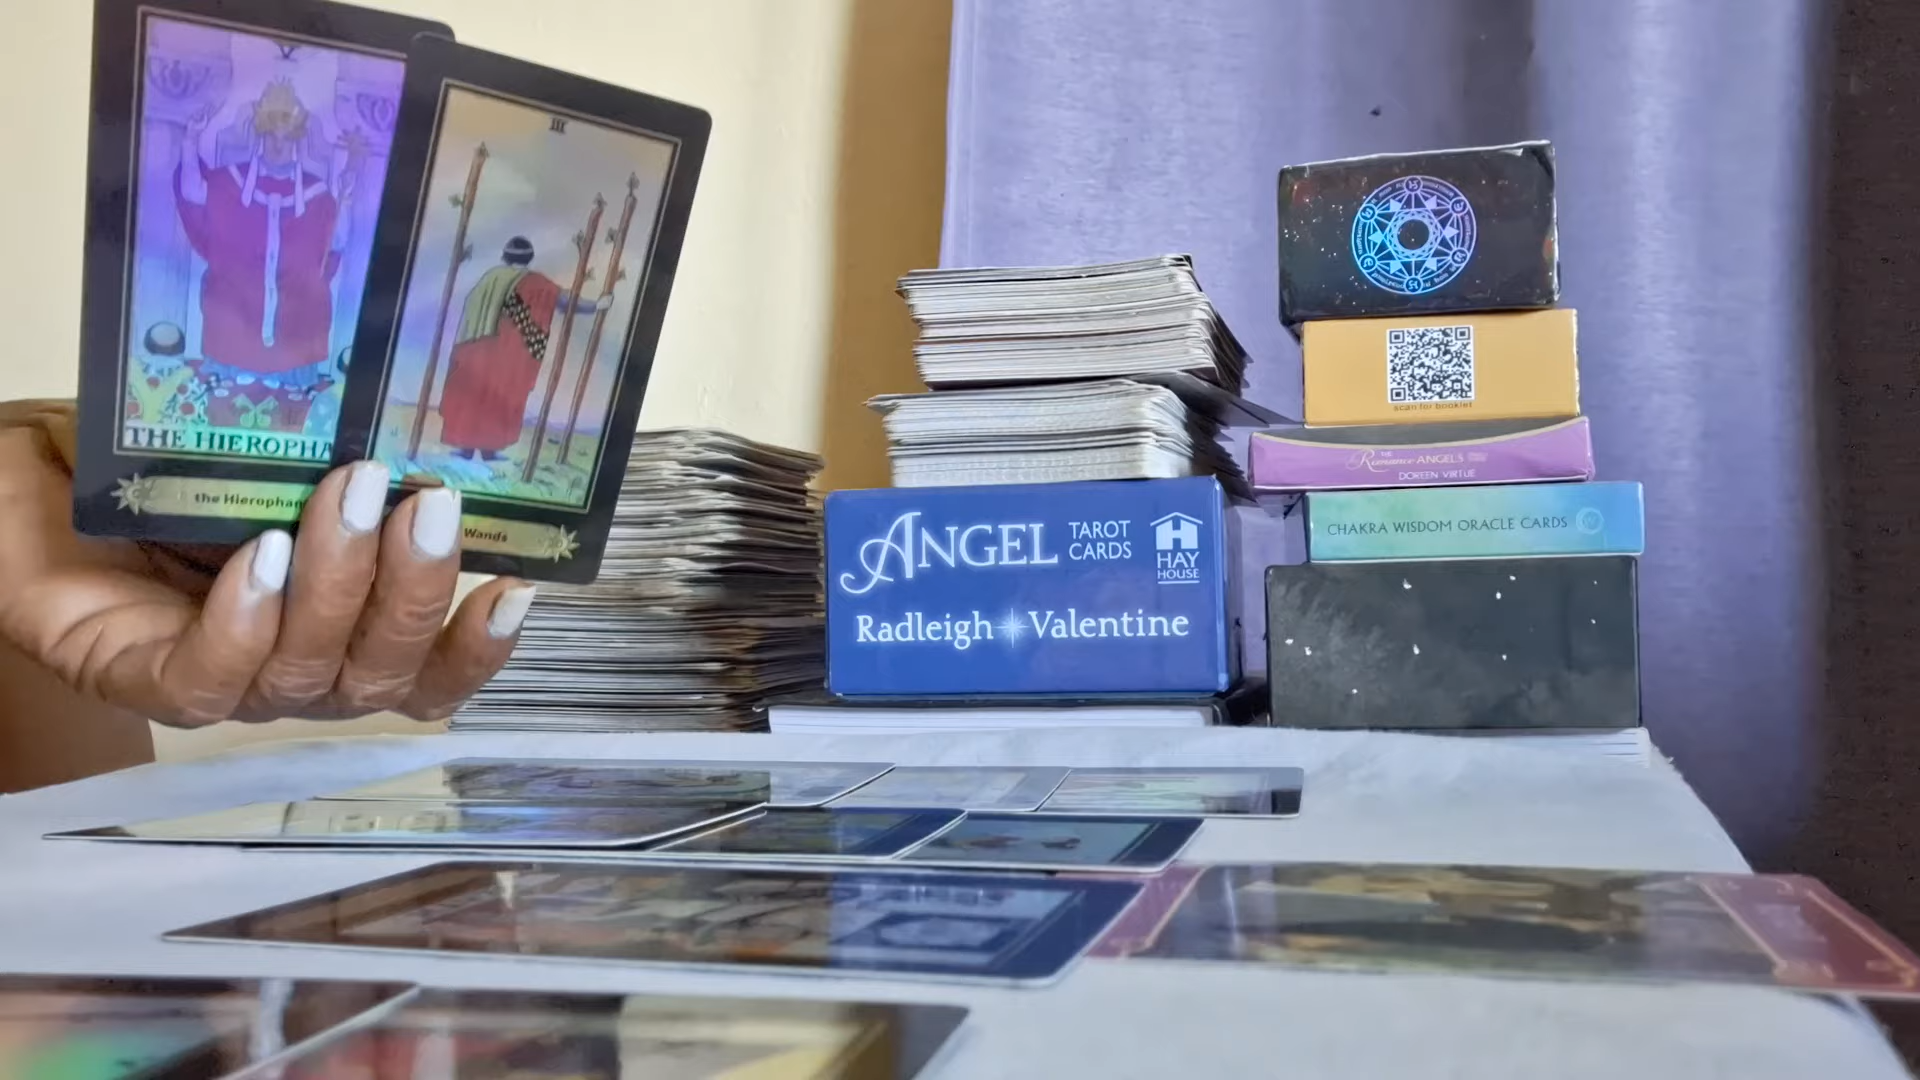 V
THE HIEROPHA
the Hierophan
III
Wands
ANGEL TAROT CARDS
HAY HOUSE
Radleigh Valentine
scan for booklet
THE Romance ANGELS
DOREEN VIRTUE
CHAKRA WISDOM ORACLE CARDS